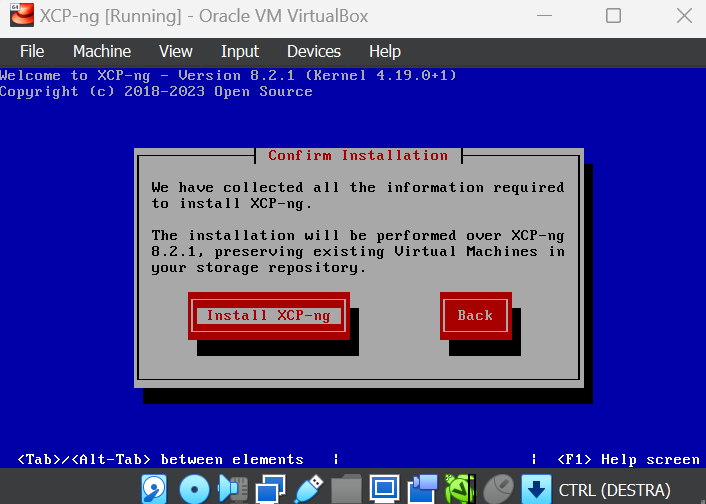 XCP-ng [Running] - Oracle VM VirtualBox
File Machine View Input Devices Help
Welcome to XCP-ng - Version 8.2.1 (Kernel 4.19.0+1)
Copyright (c) 2018-2023 Open Source
Confirm Installation
We have collected all the information required
to install XCP-ng.
The installation will be performed over XCP-ng
8.2.1, preserving existing Virtual Machines in
your storage repository.
Install XCP-ng Back
<Tab>/<Alt-Tab> between elements | | <F1> Help screen
CTRL (DESTRA)